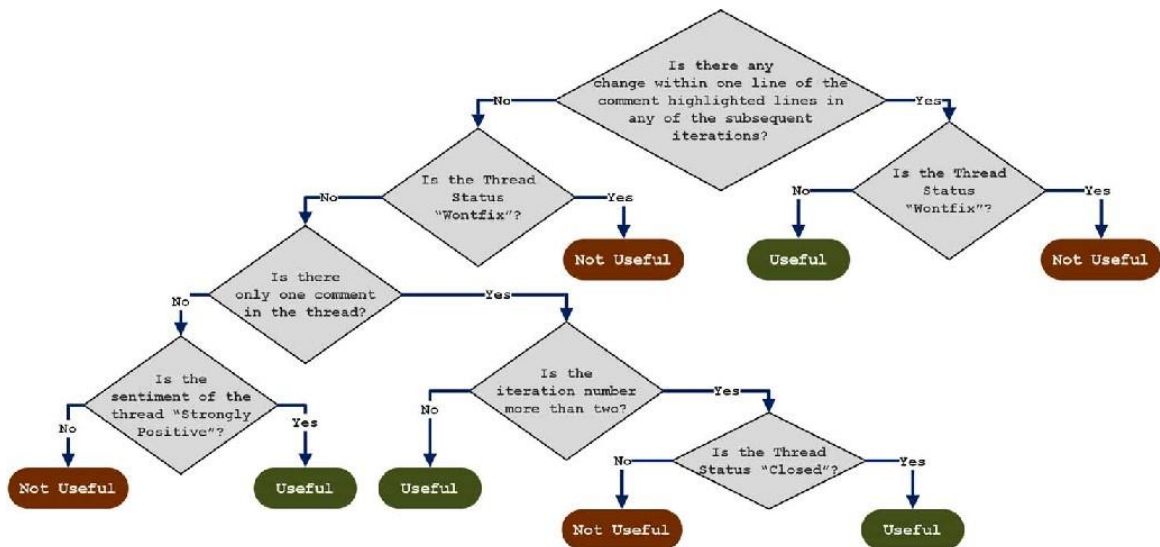 Is there any
change within one line of the
comment highlighted lines in
any of the subsequent
iterations?
No
Yes
Is the Thread
Status
"Wontfix"?
No
Yes
Not Useful
Is the Thread
Status
"Wontfix"?
No
Yes
Useful
Not Useful
Is there
only one comment
in the thread?
No
Yes
Is the
sentiment of the
thread "Strongly
Positive"?
No
Yes
Not Useful
Useful
Is the
iteration number
more than two?
No
Yes
Useful
Is the Thread
Status "Closed"?
No
Yes
Not Useful
Useful